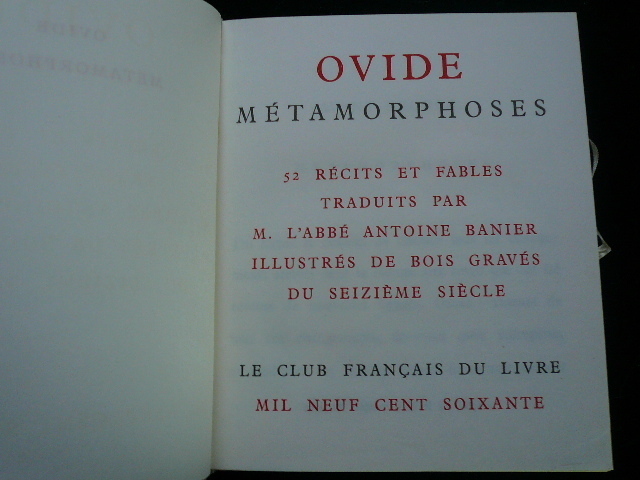 OVIDE
MÉTAMORPHOSES
52 RÉCITS ET FABLES
TRADUITS PAR
M. L'ABBÉ ANTOINE BANIER
ILLUSTRÉS DE BOIS GRAVÉS
DU SEIZIÈME SIÈCLE
LE CLUB FRANÇAIS DU LIVRE
MIL NEUF CENT SOIXANTE